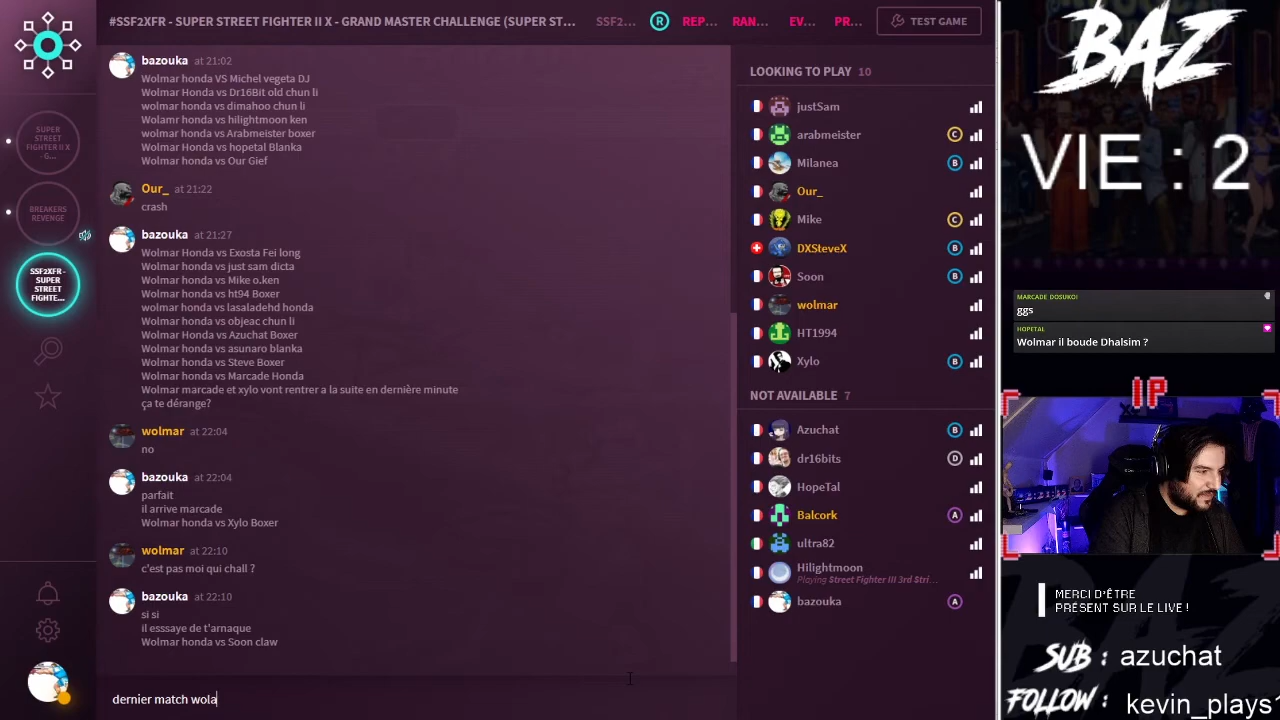 #SSF2XFR - SUPER STREET FIGHTER II X - GRAND MASTER CHALLENGE (SUPER ST...
SSF2...
R
REP...
RAN...
EV...
PR...
TEST GAME
SUPER
STREET
FIGHTER II X
- G...
BREAKERS
REVENGE
SSF2XFR -
SUPER
STREET
FIGHTE...
bazouka at 21:02
Wolmar honda VS Michel vegeta DJ
Wolmar Honda vs Dr16Bit old chun li
wolmar honda vs dimahoo chun li
Wolamr honda vs hilightmoon ken
wolmar honda vs Arabmeister boxer
Wolmar Honda vs hopetal Blanka
Wolmar honda vs Our Gief
Our_ at 21:22
crash
bazouka at 21:27
Wolmar Honda vs Exosta Fei long
Wolmar honda vs just sam dicta
Wolmar honda vs Mike o.ken
Wolmar honda vs ht94 Boxer
wolmar honda vs lasaladehd honda
Wolmar honda vs objeac chun li
Wolmar Honda vs Azuchat Boxer
Wolmar honda vs asunaro blanka
Wolmar honda vs Steve Boxer
Wolmar honda vs Marcade Honda
Wolmar marcade et xylo vont rentrer a la suite en dernière minute
ça te dérange?
wolmar at 22:04
no
bazouka at 22:04
parfait
il arrive marcade
Wolmar honda vs Xylo Boxer
wolmar at 22:10
c'est pas moi qui chall ?
bazouka at 22:10
si si
il esssaye de t'arnaque
Wolmar honda vs Soon claw
dernier match wola
LOOKING TO PLAY 10
justSam
arabmeister C
Milanea B
Our_
Mike C
DXSteveX B
Soon B
wolmar
HT1994
Xylo B
NOT AVAILABLE 7
Azuchat B
dr16bits D
HopeTal
Balcork A
ultra82
Hilightmoon
Playing Street Fighter III 3rd Stri...
bazouka A
BAZ
VIE : 2
MARCADE DOSUKOI
ggs
HOPETAL
Wolmar il boude Dhalsim ?
1P
MERCI D'ÊTRE
PRÉSENT SUR LE LIVE !
SUB : azuchat
FOLLOW : kevin_plays1